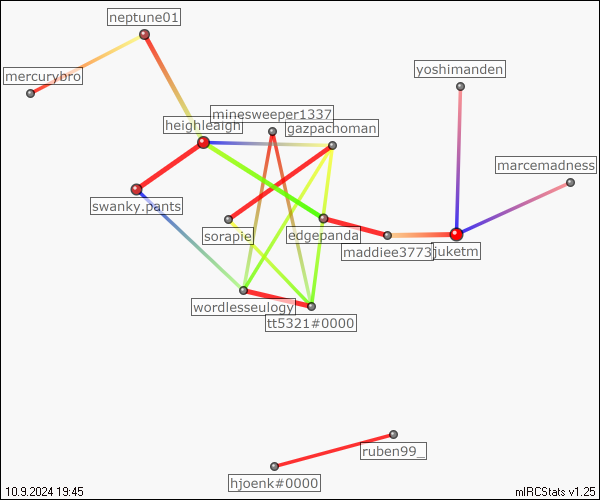 neptune01
mercurybro
yoshimanden
minesweeper1337
heighleaigh
gazpachoman
marcemadness
swanky.pants
sorapie
edgepanda
maddiee3773
juketm
wordlesseulogy
tt5321#0000
ruben99_
hjoenk#0000
10.9.2024 19:45
mIRCStats v1.25